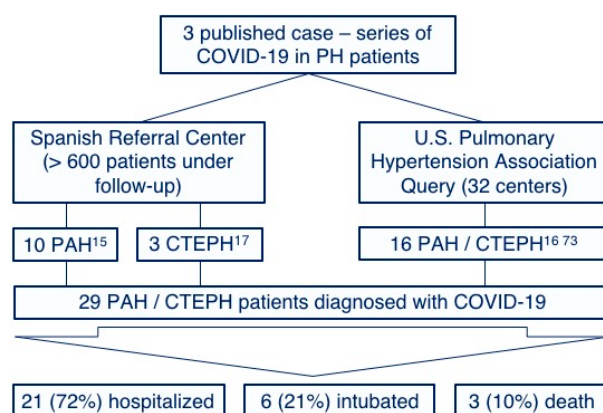 3 published case – series of
COVID-19 in PH patients
Spanish Referral Center
(> 600 patients under
follow-up)
U.S. Pulmonary
Hypertension Association
Query (32 centers)
10 PAH¹⁵
3 CTEPH¹⁷
16 PAH / CTEPH¹⁶ ⁷³
29 PAH / CTEPH patients diagnosed with COVID-19
21 (72%) hospitalized
6 (21%) intubated
3 (10%) death